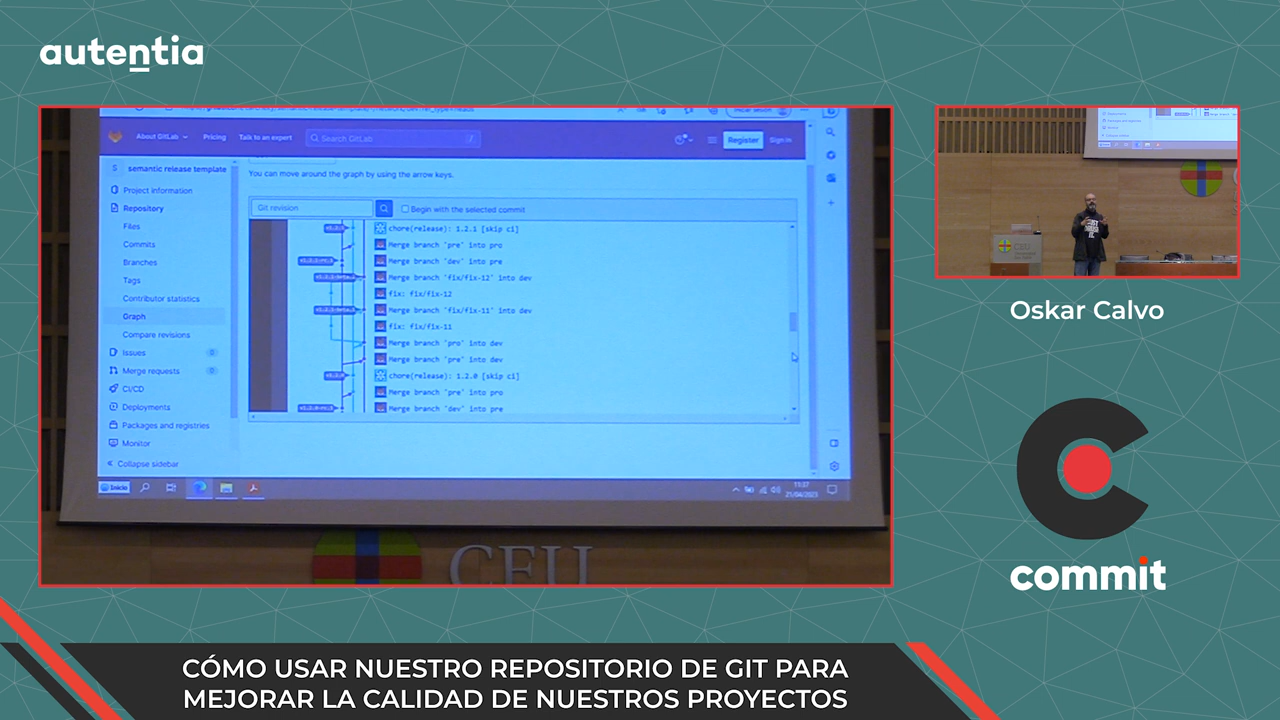 autentia
About GitLab
Pricing
Talk to an expert
Search GitLab
Register
Sign in
S semantic release template
Project information
Repository
Files
Commits
Branches
Tags
Contributor statistics
Graph
Compare revisions
Issues 0
Merge requests 0
CI/CD
Deployments
Packages and registries
Monitor
« Collapse sidebar
You can move around the graph by using the arrow keys.
Git revision
Begin with the selected commit
chore(release): 1.2.1 [skip ci]
Merge branch 'pre' into pro
Merge branch 'dev' into pre
Merge branch 'fix/fix-12' into dev
fix: fix/fix-12
Merge branch 'fix/fix-11' into dev
fix: fix/fix-11
Merge branch 'pro' into dev
Merge branch 'pre' into dev
chore(release): 1.2.0 [skip ci]
Merge branch 'pre' into pro
Merge branch 'dev' into pre
Inicio
11:37
21/04/2023
CEU
CEU
Oskar Calvo
commit
CÓMO USAR NUESTRO REPOSITORIO DE GIT PARA
MEJORAR LA CALIDAD DE NUESTROS PROYECTOS